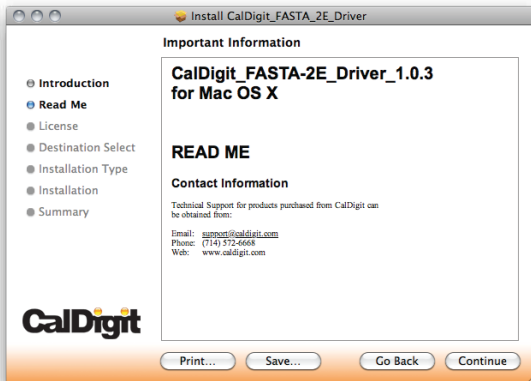 Install CalDigit_FASTA_2E_Driver
Important Information
Introduction
Read Me
License
Destination Select
Installation Type
Installation
Summary
CalDigit_FASTA-2E_Driver_1.0.3
for Mac OS X
READ ME
Contact Information
Technical Support for products purchased from CalDigit can
be obtained from:
Email: support@caldigit.com
Phone: (714) 572-6668
Web: www.caldigit.com
CalDigit
Print... Save... Go Back Continue